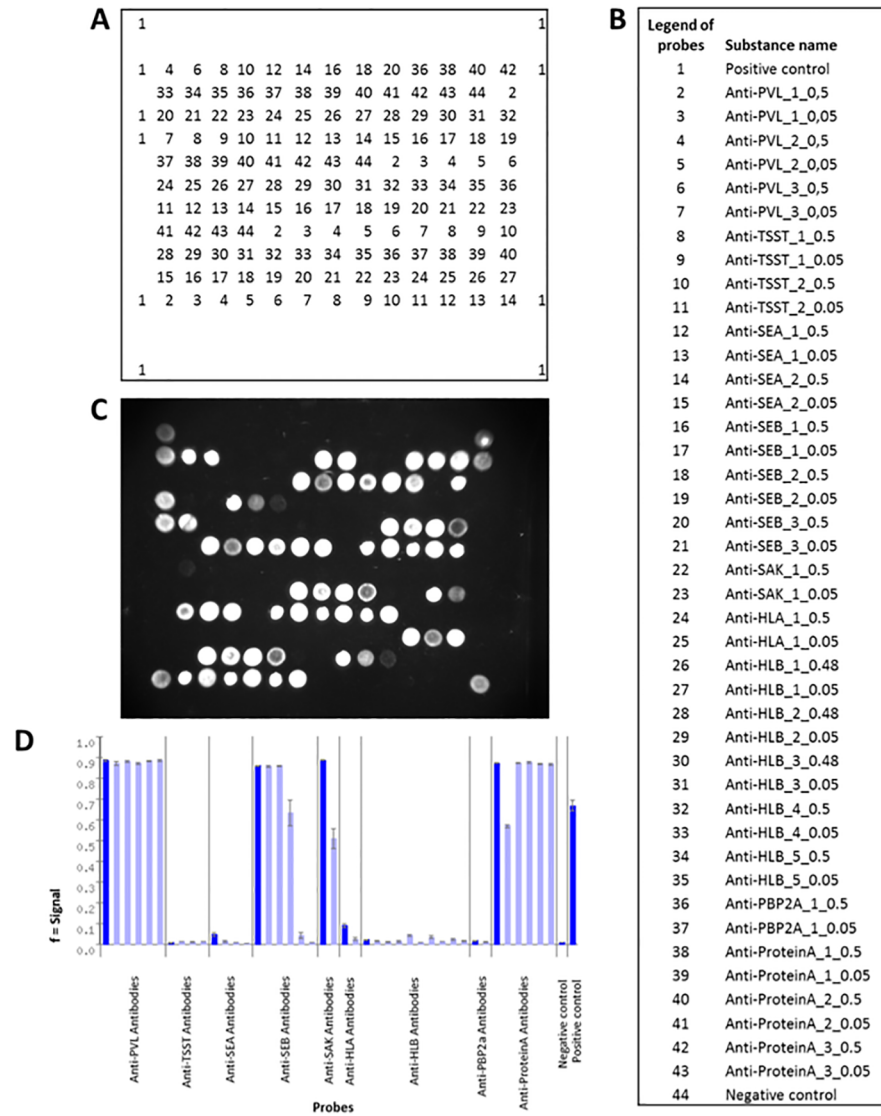 A
1 1
1 4 6 8 10 12 14 16 18 20 36 38 40 42 1
33 34 35 36 37 38 39 40 41 42 43 44 2
1 20 21 22 23 24 25 26 27 28 29 30 31 32
1 7 8 9 10 11 12 13 14 15 16 17 18 19
37 38 39 40 41 42 43 44 2 3 4 5 6
24 25 26 27 28 29 30 31 32 33 34 35 36
11 12 13 14 15 16 17 18 19 20 21 22 23
41 42 43 44 2 3 4 5 6 7 8 9 10
28 29 30 31 32 33 34 35 36 37 38 39 40
15 16 17 18 19 20 21 22 23 24 25 26 27
1 2 3 4 5 6 7 8 9 10 11 12 13 14 1
1 1
B
Legend of
probes Substance name
1 Positive control
2 Anti-PVL_1_0,5
3 Anti-PVL_1_0,05
4 Anti-PVL_2_0,5
5 Anti-PVL_2_0,05
6 Anti-PVL_3_0,5
7 Anti-PVL_3_0,05
8 Anti-TSST_1_0.5
9 Anti-TSST_1_0.05
10 Anti-TSST_2_0.5
11 Anti-TSST_2_0.05
12 Anti-SEA_1_0.5
13 Anti-SEA_1_0.05
14 Anti-SEA_2_0.5
15 Anti-SEA_2_0.05
16 Anti-SEB_1_0.5
17 Anti-SEB_1_0.05
18 Anti-SEB_2_0.5
19 Anti-SEB_2_0.05
20 Anti-SEB_3_0.5
21 Anti-SEB_3_0.05
22 Anti-SAK_1_0.5
23 Anti-SAK_1_0.05
24 Anti-HLA_1_0.5
25 Anti-HLA_1_0.05
26 Anti-HLB_1_0.48
27 Anti-HLB_1_0.05
28 Anti-HLB_2_0.48
29 Anti-HLB_2_0.05
30 Anti-HLB_3_0.48
31 Anti-HLB_3_0.05
32 Anti-HLB_4_0.5
33 Anti-HLB_4_0.05
34 Anti-HLB_5_0.5
35 Anti-HLB_5_0.05
36 Anti-PBP2A_1_0.5
37 Anti-PBP2A_1_0.05
38 Anti-ProteinA_1_0.5
39 Anti-ProteinA_1_0.05
40 Anti-ProteinA_2_0.5
41 Anti-ProteinA_2_0.05
42 Anti-ProteinA_3_0.5
43 Anti-ProteinA_3_0.05
44 Negative control
C
D
1.0
0.9
0.8
0.7
0.6
0.5
0.4
0.3
0.2
0.1
0.0
f = Signal
Anti-PVL Antibodies
Anti-TSST Antibodies
Anti-SEA Antibodies
Anti-SEB Antibodies
Anti-SAK Antibodies
Anti-HLA Antibodies
Anti-HLB Antibodies
Anti-PBP2a Antibodies
Anti-ProteinA Antibodies
Negative control
Positive control
Probes